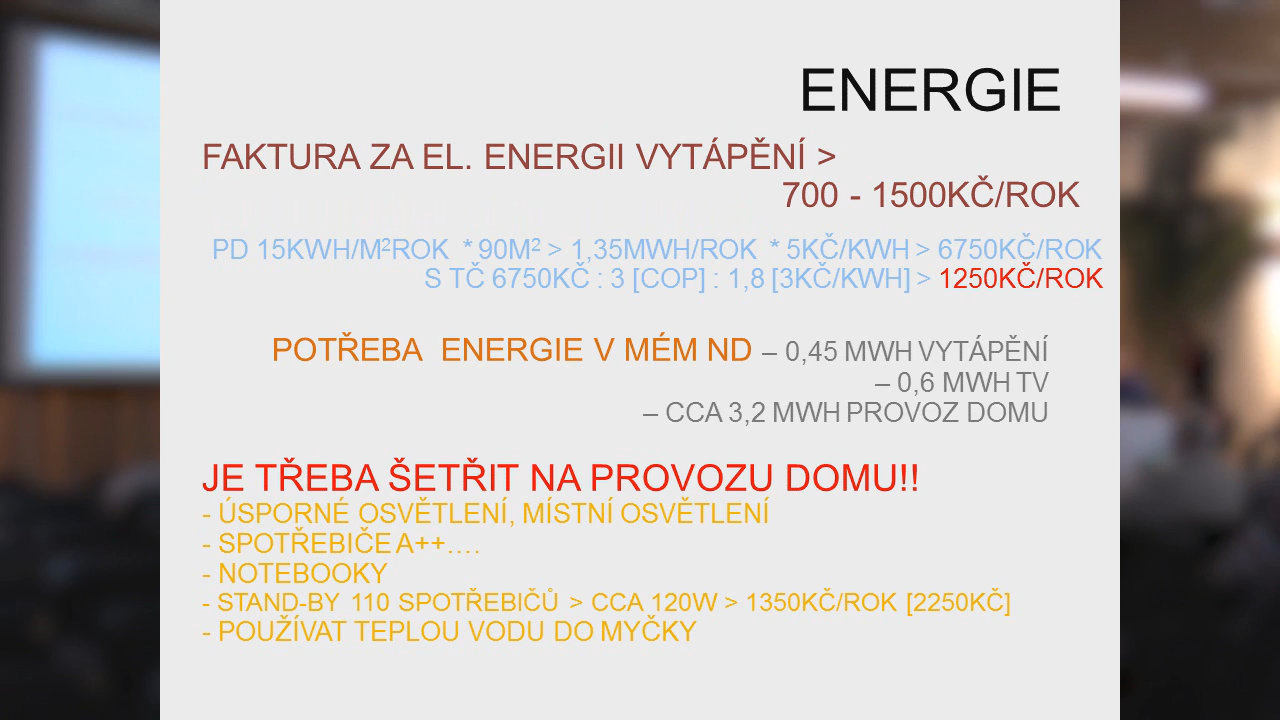 ENERGIE
FAKTURA ZA EL. ENERGII VYTÁPĚNÍ >
700 - 1500KČ/ROK
PD 15KWH/M²ROK * 90M² > 1,35MWH/ROK * 5KČ/KWH > 6750KČ/ROK
S TČ 6750KČ : 3 [COP] : 1,8 [3KČ/KWH] > 1250KČ/ROK
POTŘEBA ENERGIE V MÉM ND – 0,45 MWH VYTÁPĚNÍ
– 0,6 MWH TV
– CCA 3,2 MWH PROVOZ DOMU
JE TŘEBA ŠETŘIT NA PROVOZU DOMU!!
- ÚSPORNÉ OSVĚTLENÍ, MÍSTNÍ OSVĚTLENÍ
- SPOTŘEBIČE A++....
- NOTEBOOKY
- STAND-BY 110 SPOTŘEBIČŮ > CCA 120W > 1350KČ/ROK [2250KČ]
- POUŽÍVAT TEPLOU VODU DO MYČKY